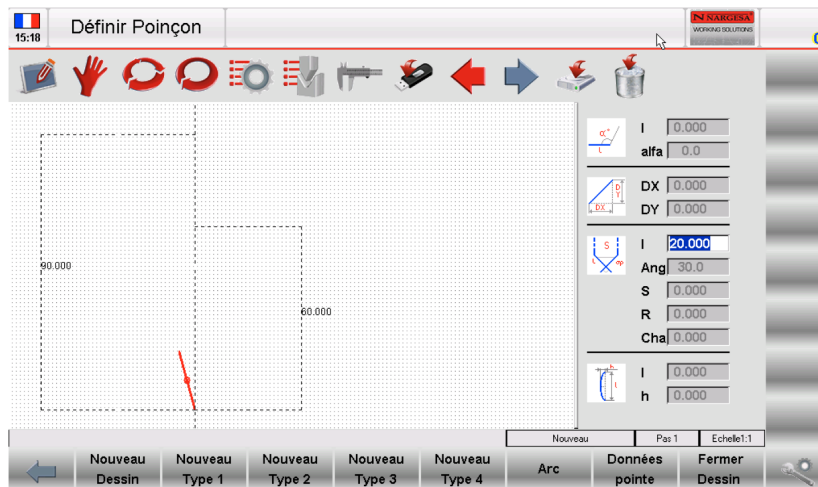 15:18
Définir Poinçon
NARGESA
WORKING SOLUTIONS
90.000
60.000
α°
L
l 0.000
alfa 0.0
DY
DX
DX 0.000
DY 0.000
S
l 20.000
Ang 30.0
S 0.000
R 0.000
Cha 0.000
h
L
l 0.000
h 0.000
Nouveau
Pas 1
Echelle1:1
Nouveau Dessin
Nouveau Type 1
Nouveau Type 2
Nouveau Type 3
Nouveau Type 4
Arc
Données pointe
Fermer Dessin